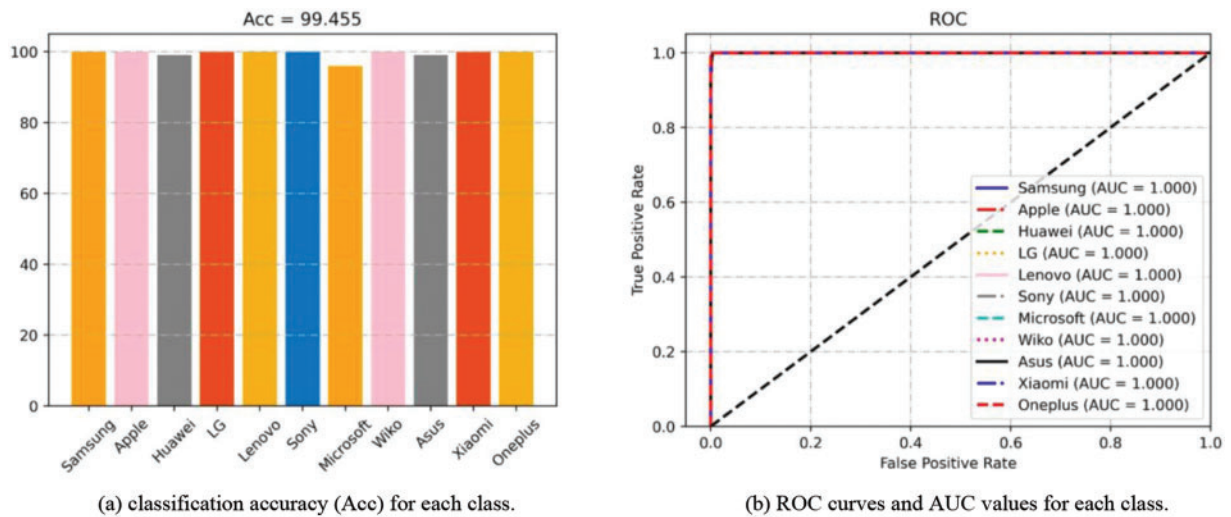 Acc = 99.455
100
80
60
40
20
0
Samsung
Apple
Huawei
LG
Lenovo
Sony
Microsoft
Wiko
Asus
Xiaomi
Oneplus
(a) classification accuracy (Acc) for each class.
ROC
True Positive Rate
1.0
0.8
0.6
0.4
0.2
0.0
Samsung (AUC = 1.000)
Apple (AUC = 1.000)
Huawei (AUC = 1.000)
LG (AUC = 1.000)
Lenovo (AUC = 1.000)
Sony (AUC = 1.000)
Microsoft (AUC = 1.000)
Wiko (AUC = 1.000)
Asus (AUC = 1.000)
Xiaomi (AUC = 1.000)
Oneplus (AUC = 1.000)
0.0 0.2 0.4 0.6 0.8 1.0
False Positive Rate
(b) ROC curves and AUC values for each class.